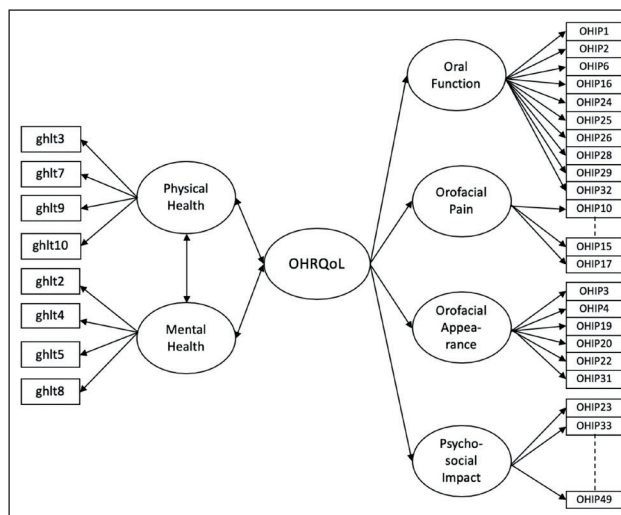 ghlt3
ghlt7
ghlt9
ghlt10
ghlt2
ghlt4
ghlt5
ghlt8
Physical
Health
Mental
Health
OHRQoL
Oral
Function
Orofacial
Pain
Orofacial
Appea-
rance
Psycho-
social
Impact
OHIP1
OHIP2
OHIP6
OHIP16
OHIP24
OHIP25
OHIP26
OHIP28
OHIP29
OHIP32
OHIP10
OHIP15
OHIP17
OHIP3
OHIP4
OHIP19
OHIP20
OHIP22
OHIP31
OHIP23
OHIP33
OHIP49